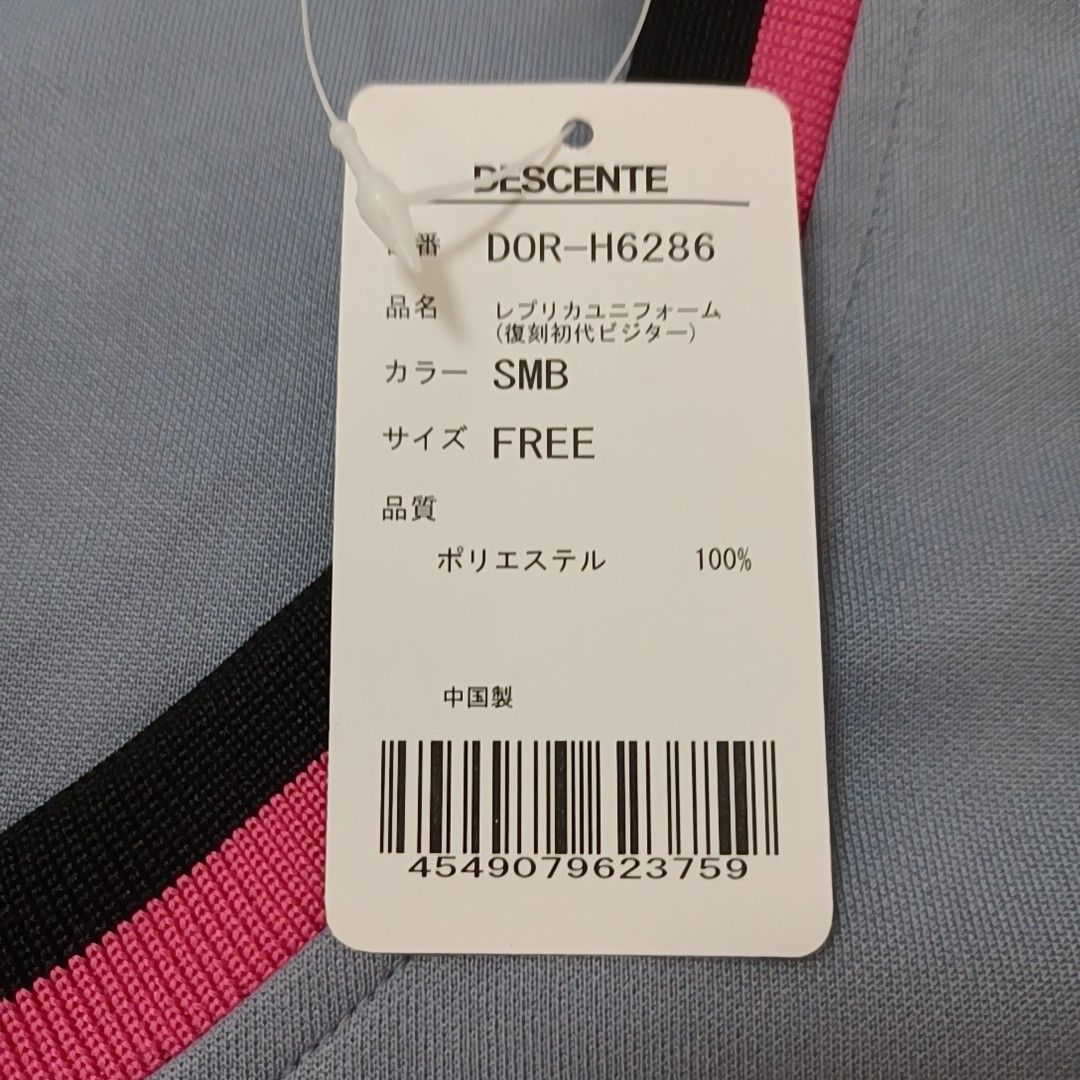 DESCENTE
品番 DOR-H6286
品名 レプリカユニフォーム
(復刻初代ビジター)
カラー SMB
サイズ FREE
品質
ポリエステル 100%
中国製
4549079623759